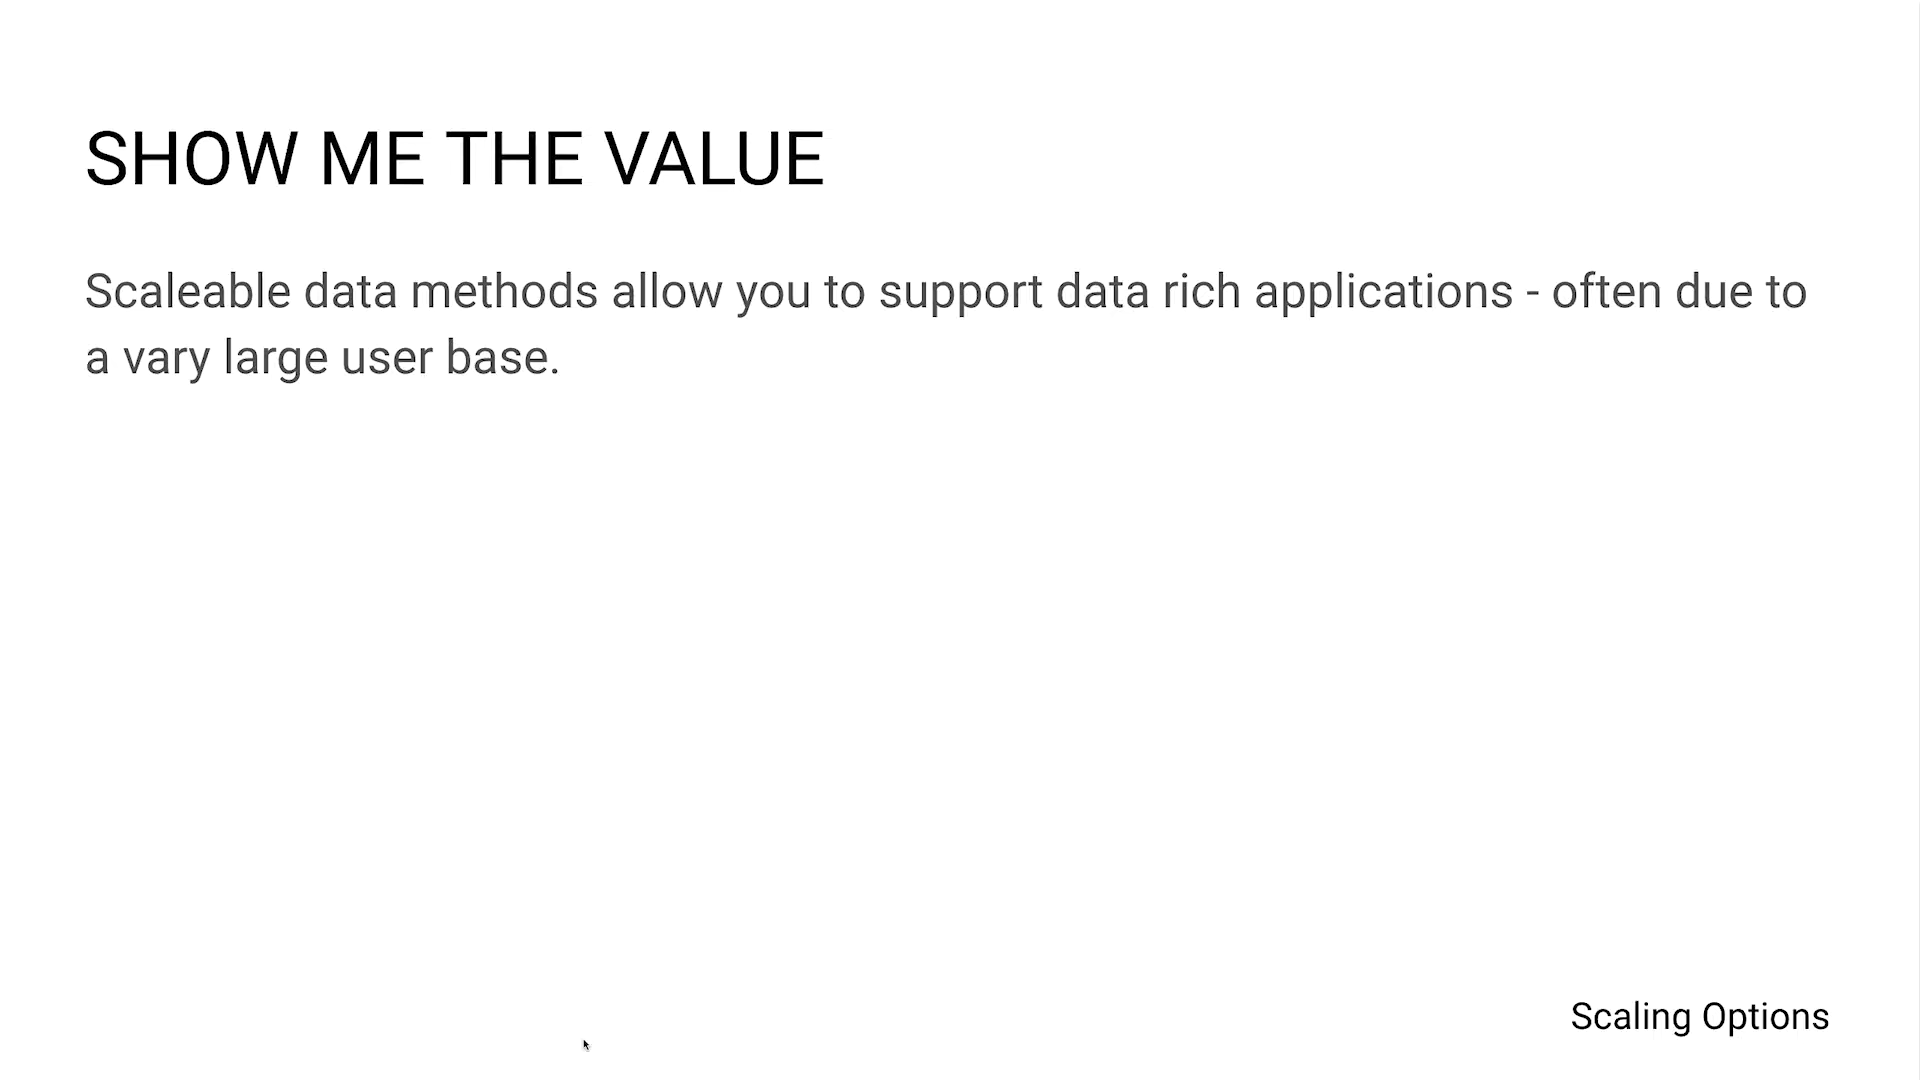 SHOW ME THE VALUE
Scaleable data methods allow you to support data rich applications - often due to
a vary large user base.
Scaling Options